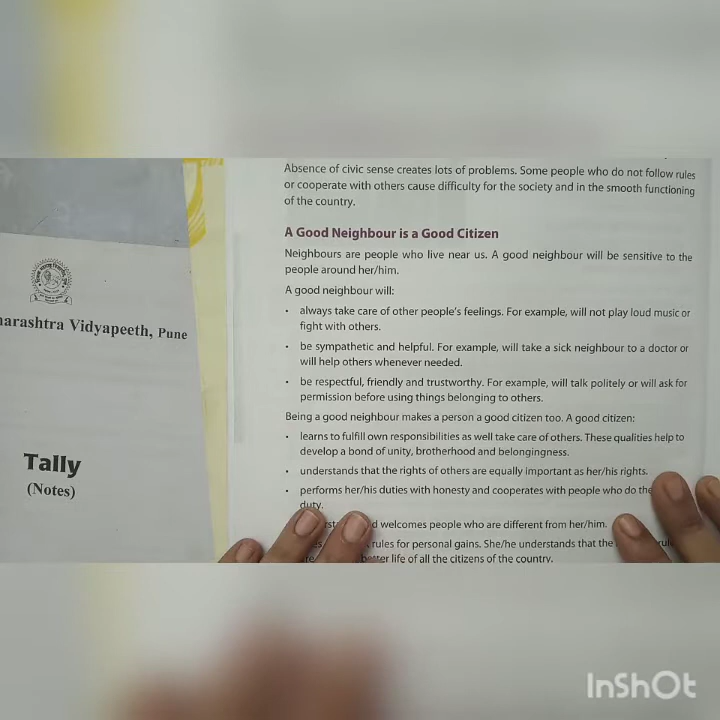 Absence of civic sense creates lots of problems. Some people who do not follow rules
or cooperate with others cause difficulty for the society and in the smooth functioning
of the country.
A Good Neighbour is a Good Citizen
Neighbours are people who live near us. A good neighbour will be sensitive to the
people around her/him.
A good neighbour will:
• always take care of other people's feelings. For example, will not play loud music or
fight with others.
• be sympathetic and helpful. For example, will take a sick neighbour to a doctor or
will help others whenever needed.
• be respectful, friendly and trustworthy. For example, will talk politely or will ask for
permission before using things belonging to others.
Being a good neighbour makes a person a good citizen too. A good citizen:
• learns to fulfill own responsibilities as well take care of others. These qualities help to
develop a bond of unity, brotherhood and belongingness.
• understands that the rights of others are equally important as her/his rights.
• performs her/his duties with honesty and cooperates with people who do the
duty.
welcomes people who are different from her/him.
rules for personal gains. She/he understands that the
better life of all the citizens of the country.
Vidyapeeth, Pune
Tally
(Notes)
InShOt